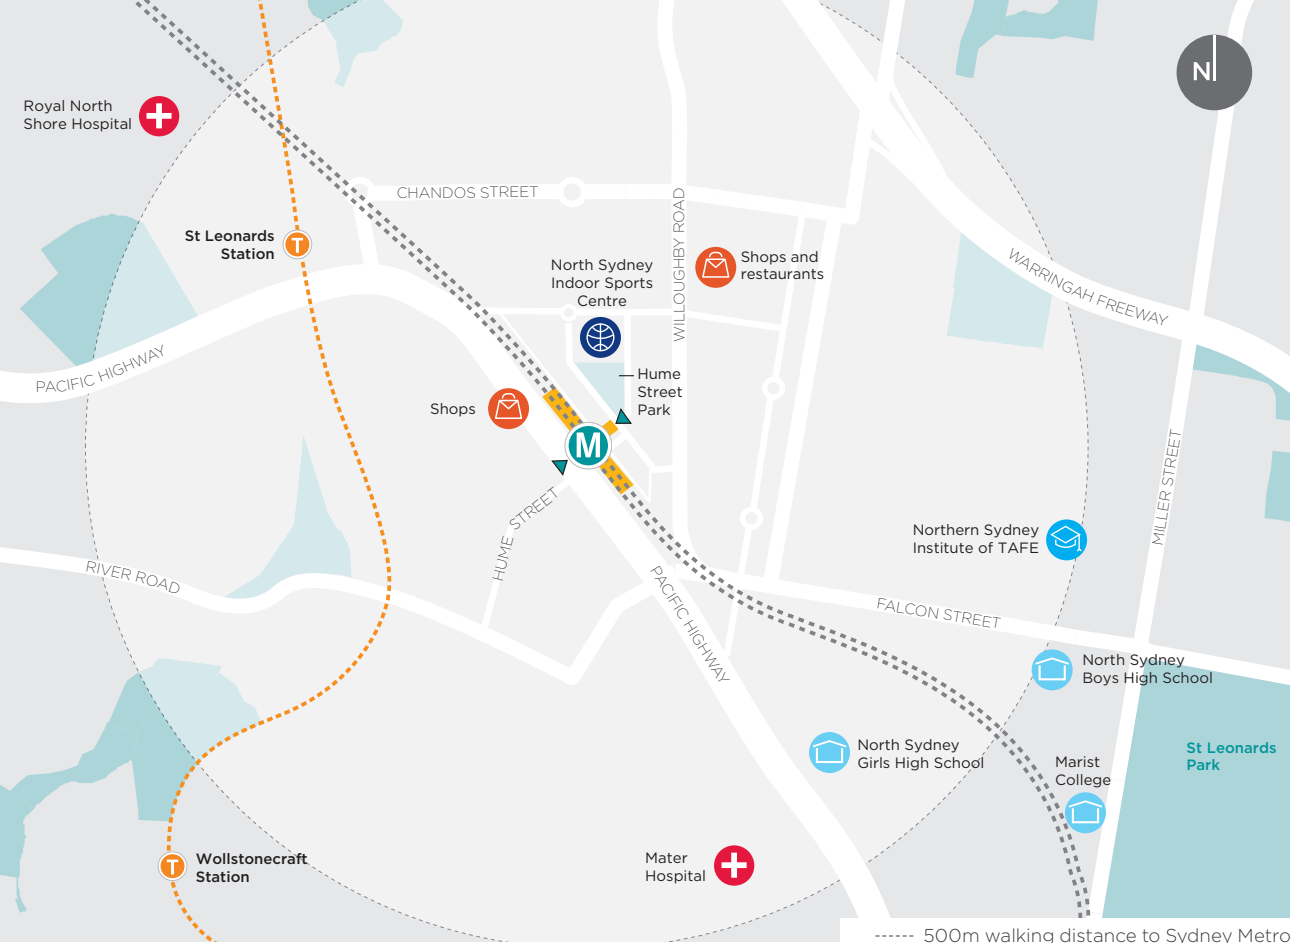 Royal North
Shore Hospital
N
CHANDOS STREET
WILLOUGHBY ROAD
St Leonards
Station
T
Shops and
restaurants
North Sydney
Indoor Sports
Centre
WARRINGAH FREEWAY
PACIFIC HIGHWAY
Hume
Street
Park
Shops
M
MILLER STREET
HUME STREET
Northern Sydney
Institute of TAFE
RIVER ROAD
PACIFIC HIGHWAY
FALCON STREET
North Sydney
Boys High School
North Sydney
Girls High School
St Leonards
Park
Marist
College
T
Wollstonecraft
Station
Mater
Hospital
500m walking distance to Sydney Metro